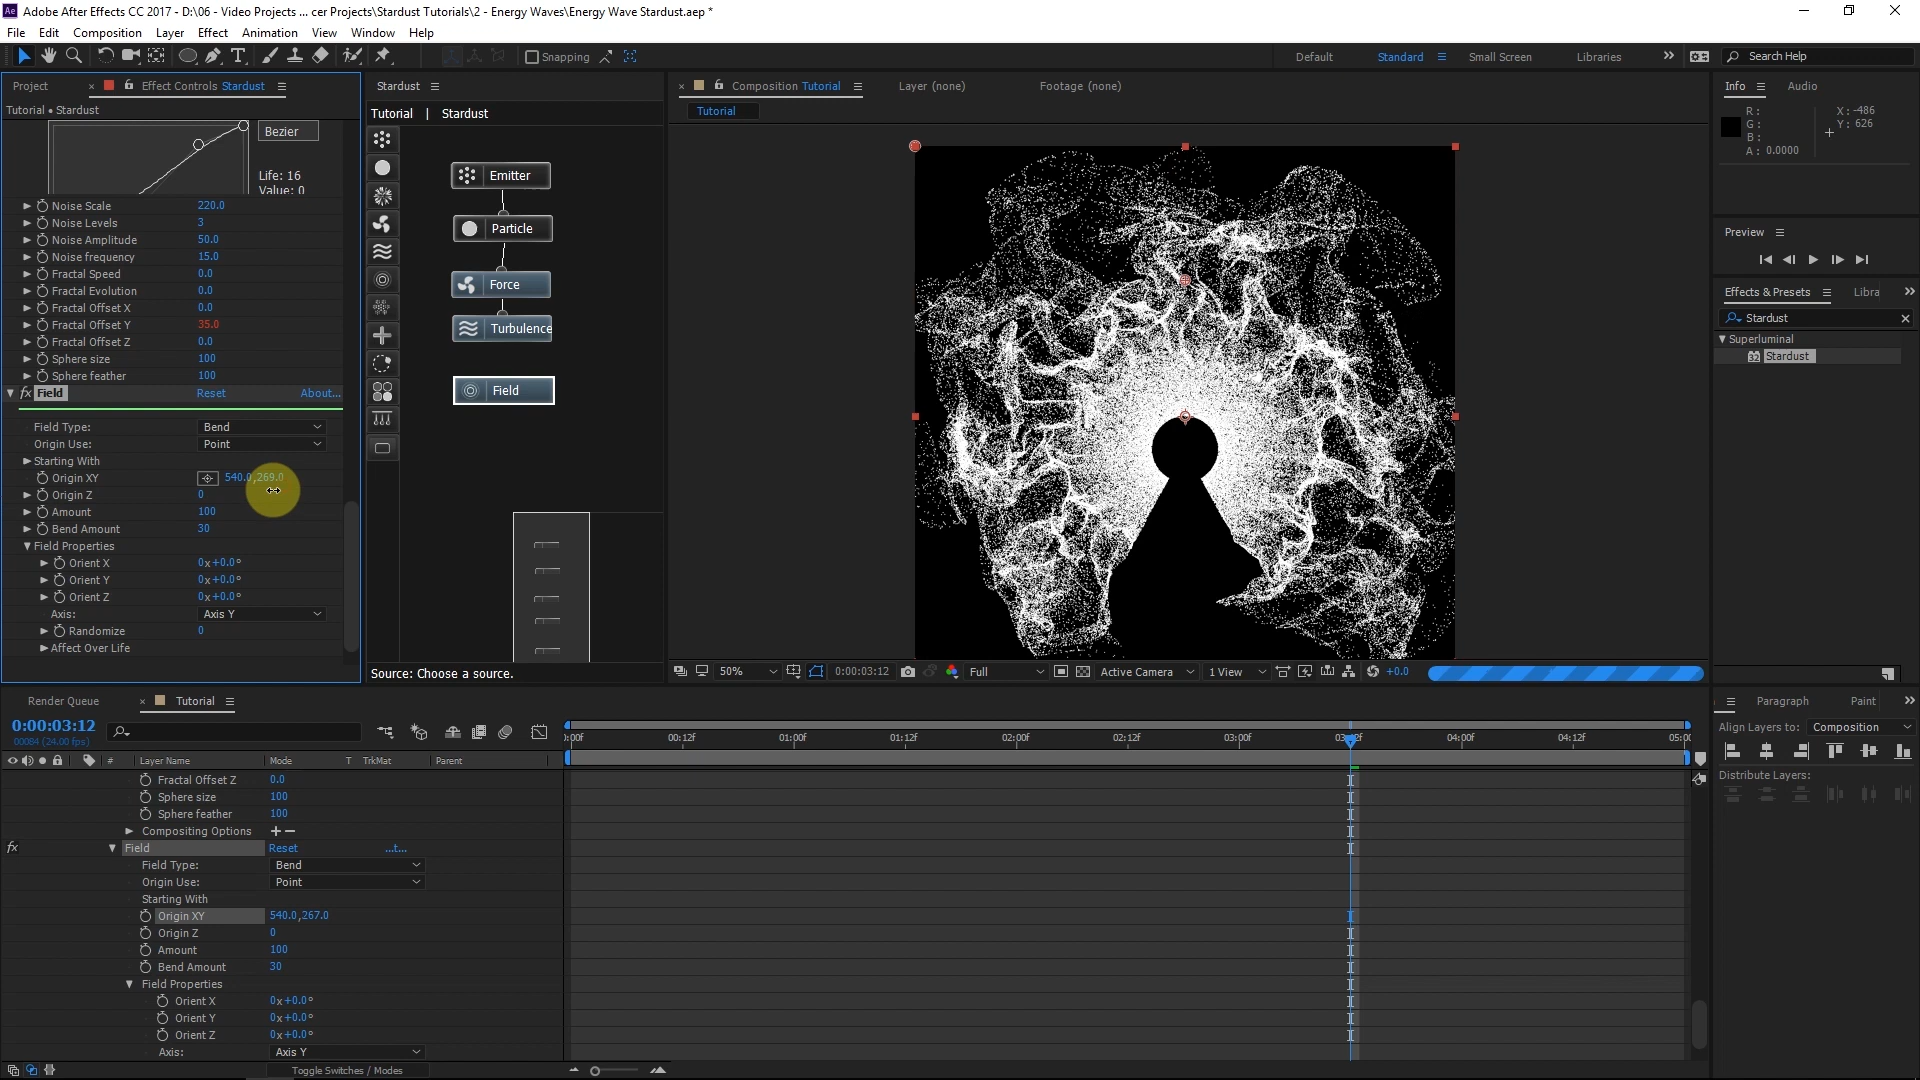 Adobe After Effects CC 2017 - D:\06 - Video Projects ... cer Projects\Stardust Tutorials\2 - Energy Waves\Energy Wave Stardust.aep *
File Edit Composition Layer Effect Animation View Window Help
Snapping Default Standard Small Screen Libraries Search Help
Project Effect Controls Stardust
Tutorial • Stardust
Bezier
Life: 16
Value: 0
Noise Scale 220.0
Noise Levels 3
Noise Amplitude 50.0
Noise frequency 15.0
Fractal Speed 0.0
Fractal Evolution 0.0
Fractal Offset X 0.0
Fractal Offset Y 35.0
Fractal Offset Z 0.0
Sphere size 100
Sphere feather 100
fx Field Reset About...
Field Type: Bend
Origin Use: Point
Starting With
Origin XY 540.0,269.0
Origin Z 0
Amount 100
Bend Amount 30
Field Properties
Orient X 0x+0.0°
Orient Y 0x+0.0°
Orient Z 0x+0.0°
Axis: Axis Y
Randomize 0
Affect Over Life
Stardust
Tutorial | Stardust
Emitter
Particle
Force
Turbulence
Field
Source: Choose a source.
Composition Tutorial Layer (none) Footage (none)
Tutorial
50% 0:00:03:12 Full Active Camera 1 View +0.0
Info Audio
R: X: -486
G: Y: 626
B:
A: 0.0000
Preview
Effects & Presets Libra
Stardust
Superluminal
32 Stardust
Render Queue Tutorial
0:00:03:12
00084 (24.00 fps)
:00f 00:12f 01:00f 01:12f 02:00f 02:12f 03:00f 03:12f 04:00f 04:12f 05:00
# Layer Name Mode T TrkMat Parent
Fractal Offset Z 0.0
Sphere size 100
Sphere feather 100
Compositing Options + −
fx Field Reset ...t...
Field Type: Bend
Origin Use: Point
Starting With
Origin XY 540.0,267.0
Origin Z 0
Amount 100
Bend Amount 30
Field Properties
Orient X 0x+0.0°
Orient Y 0x+0.0°
Orient Z 0x+0.0°
Axis: Axis Y
Toggle Switches / Modes
Paragraph Paint
Align Layers to: Composition
Distribute Layers: